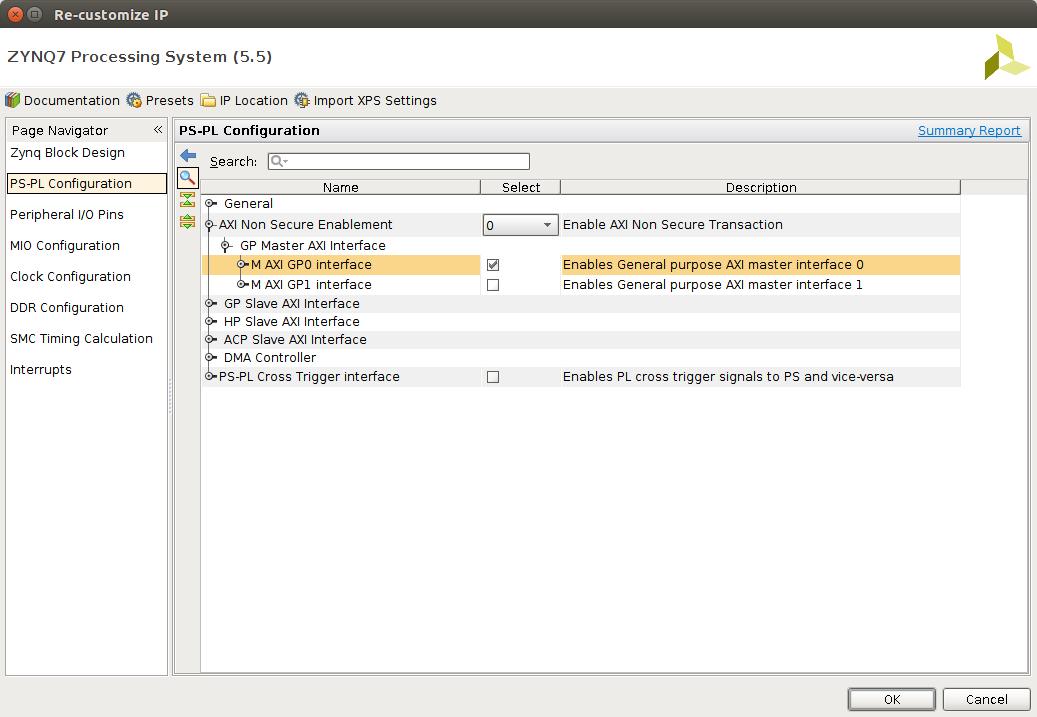 Re-customize IP
ZYNQ7 Processing System (5.5)
Documentation Presets IP Location Import XPS Settings
Page Navigator «
Zynq Block Design
PS-PL Configuration
Peripheral I/O Pins
MIO Configuration
Clock Configuration
DDR Configuration
SMC Timing Calculation
Interrupts
PS-PL Configuration Summary Report
Search:
Name Select Description
General
AXI Non Secure Enablement 0 Enable AXI Non Secure Transaction
GP Master AXI Interface
M AXI GP0 interface Enables General purpose AXI master interface 0
M AXI GP1 interface Enables General purpose AXI master interface 1
GP Slave AXI Interface
HP Slave AXI Interface
ACP Slave AXI Interface
DMA Controller
PS-PL Cross Trigger interface Enables PL cross trigger signals to PS and vice-versa
OK Cancel